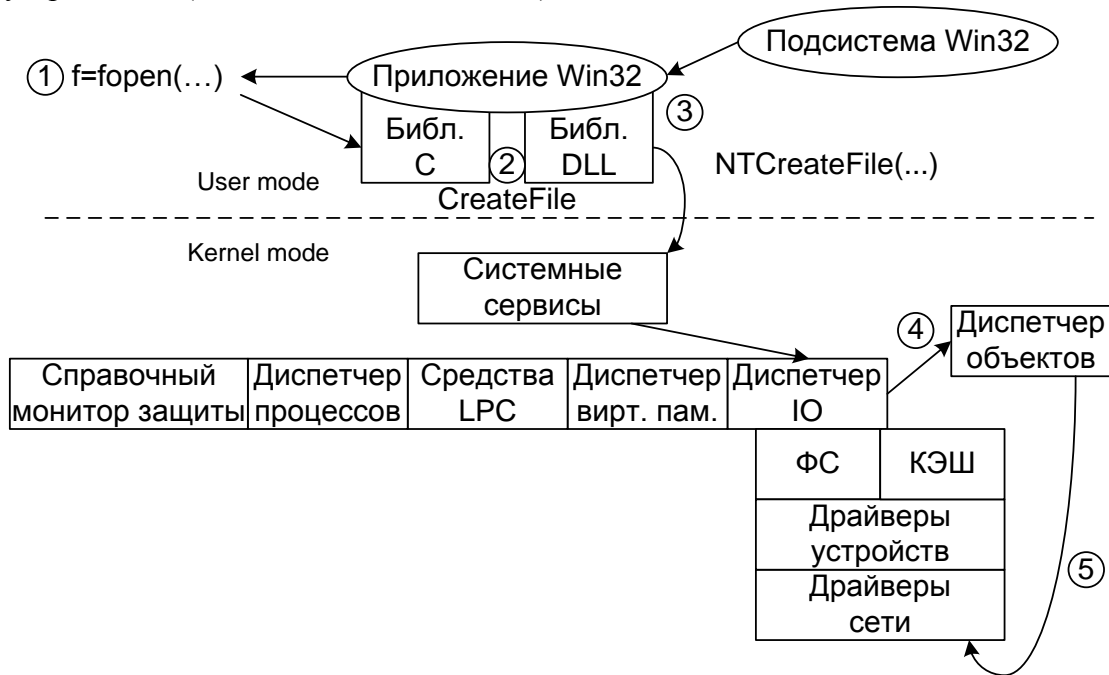 Подсистема Win32
① f=fopen(…)
Приложение Win32
③
Библ.
С
②
Библ.
DLL
NTCreateFile(...)
User mode
CreateFile
Kernel mode
Системные
сервисы
④
Диспетчер
объектов
Справочный
монитор защиты
Диспетчер
процессов
Средства
LPC
Диспетчер
вирт. пам.
Диспетчер
IO
ФС
КЭШ
Драйверы
устройств
⑤
Драйверы
сети